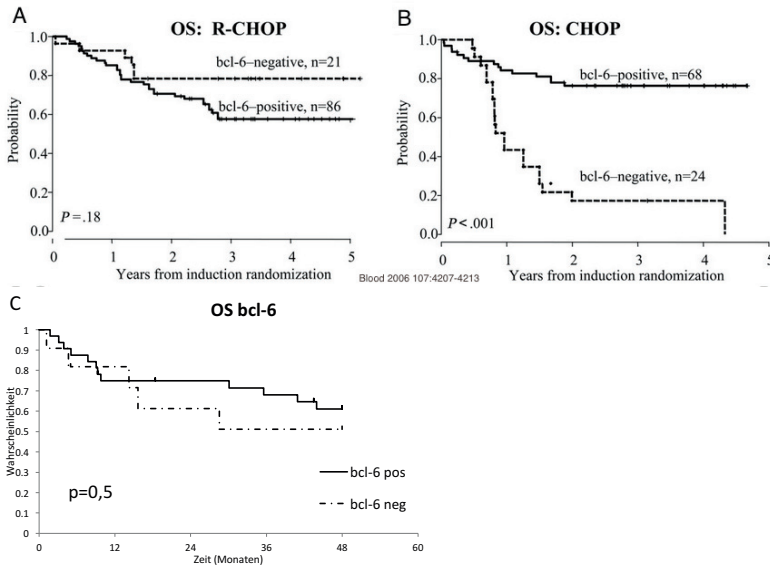 A
OS: R-CHOP
1.0
0.8
0.6
0.4
0.2
0.0
Probability
bcl-6–negative, n=21
bcl-6–positive, n=86
P=.18
0 1 2 3 4 5
Years from induction randomization
B
OS: CHOP
1.0
0.8
0.6
0.4
0.2
0.0
Probability
bcl-6–positive, n=68
bcl-6–negative, n=24
P<.001
0 1 2 3 4 5
Years from induction randomization
Blood 2006 107:4207-4213
C
OS bcl-6
1
0.9
0.8
0.7
0.6
0.5
0.4
0.3
0.2
0.1
0
Wahrscheinlichkeit
bcl-6 pos
bcl-6 neg
p=0,5
0 12 24 36 48 60
Zeit (Monaten)